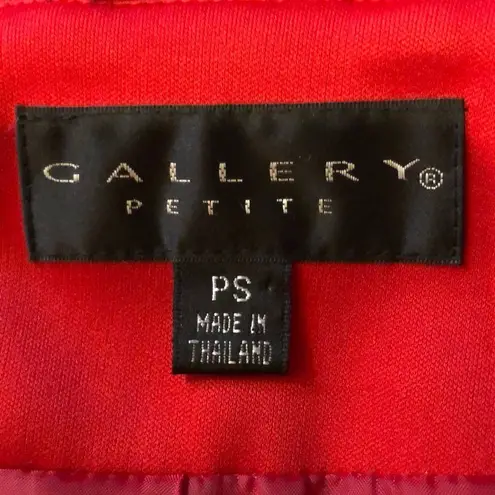 GALLERY®
PETITE
PS
MADE IN
THAILAND